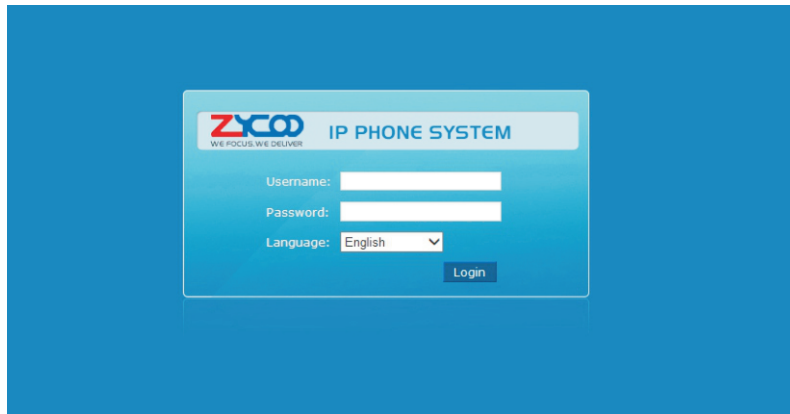 ZYCOO IP PHONE SYSTEM
WE FOCUS.WE DELIVER
Username:
Password:
Language: English
Login